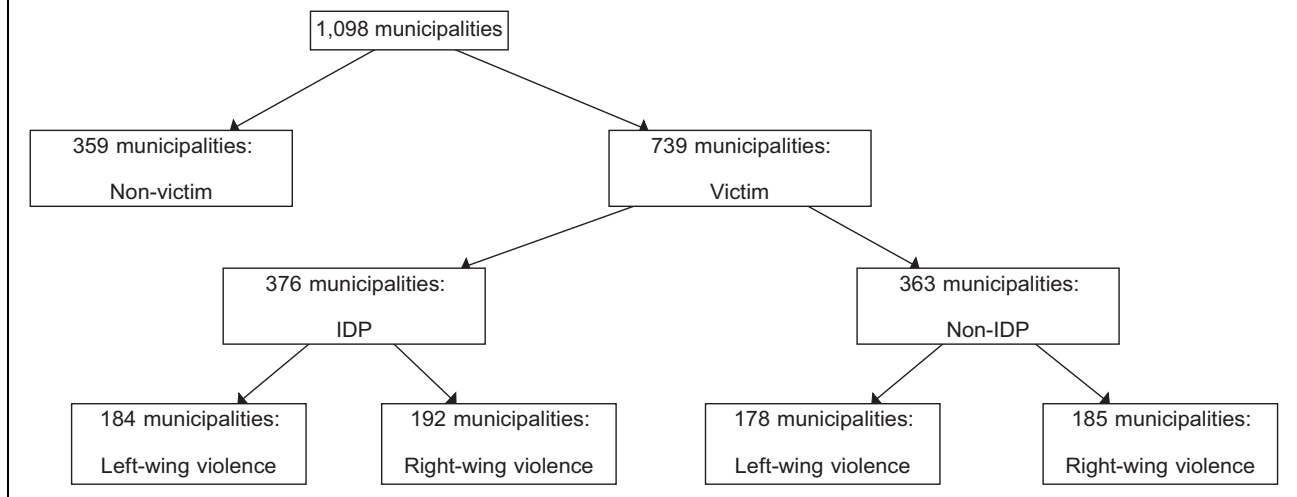 1,098 municipalities
359 municipalities:
Non-victim
739 municipalities:
Victim
376 municipalities:
IDP
363 municipalities:
Non-IDP
184 municipalities:
Left-wing violence
192 municipalities:
Right-wing violence
178 municipalities:
Left-wing violence
185 municipalities:
Right-wing violence